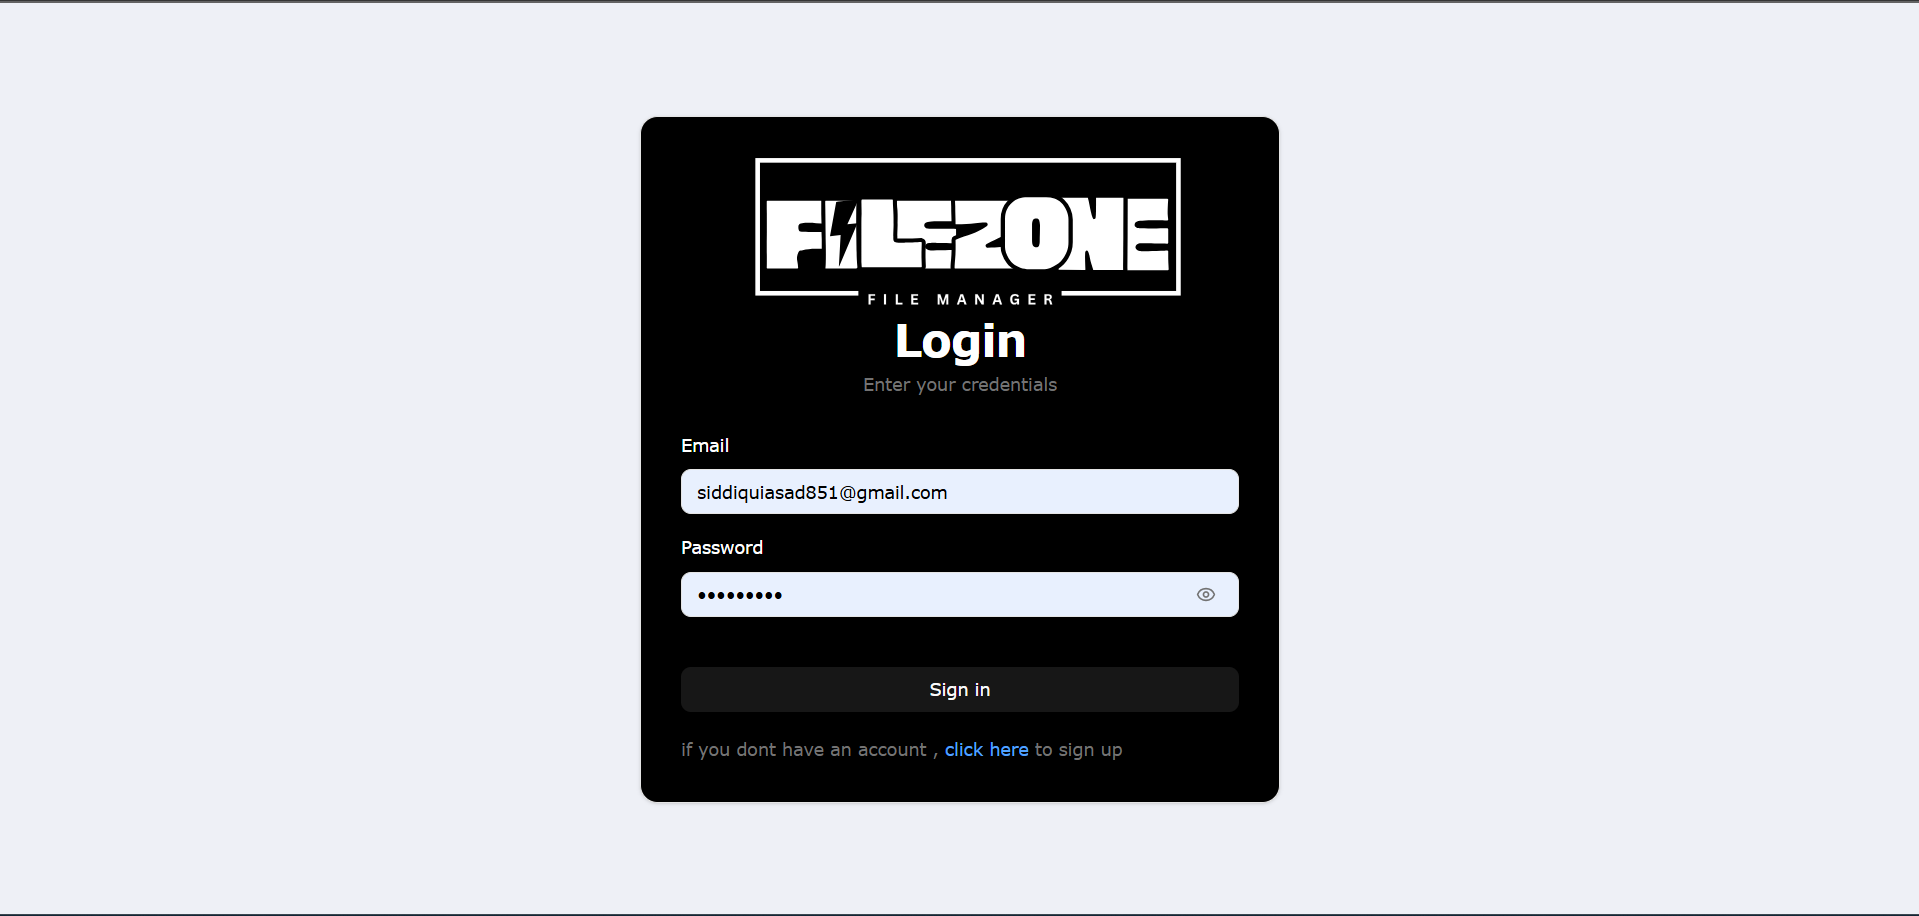 FILEZONE
FILE MANAGER
Login
Enter your credentials
Email
siddiquiasad851@gmail.com
Password
•••••••••
Sign in
if you dont have an account , click here to sign up